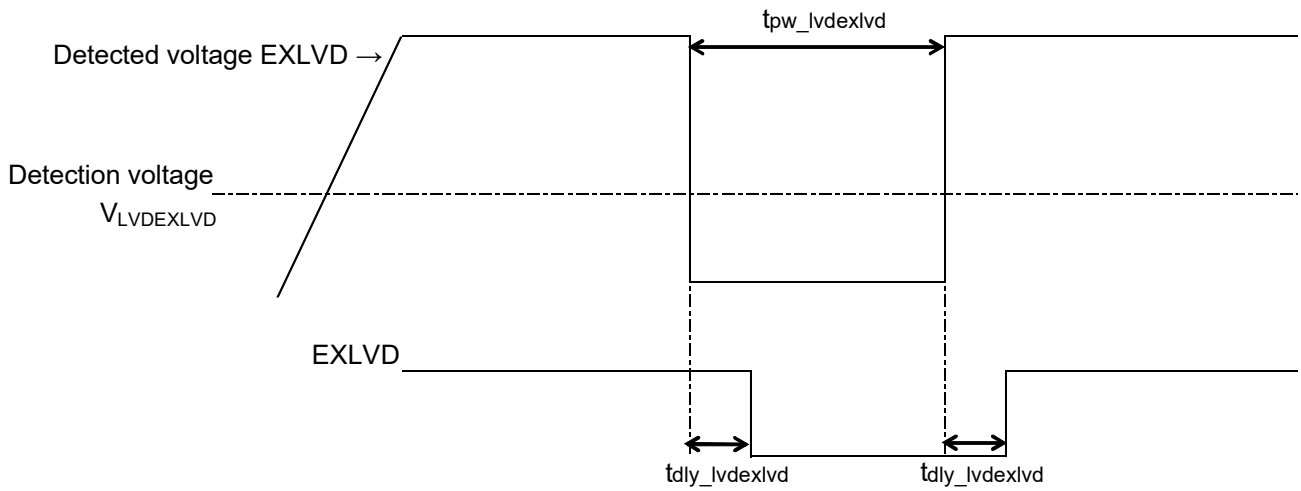 tpw_lvdexlvd
Detected voltage EXLVD →
Detection voltage
VLVDEXLVD
EXLVD
tdly_lvdexlvd
tdly_lvdexlvd